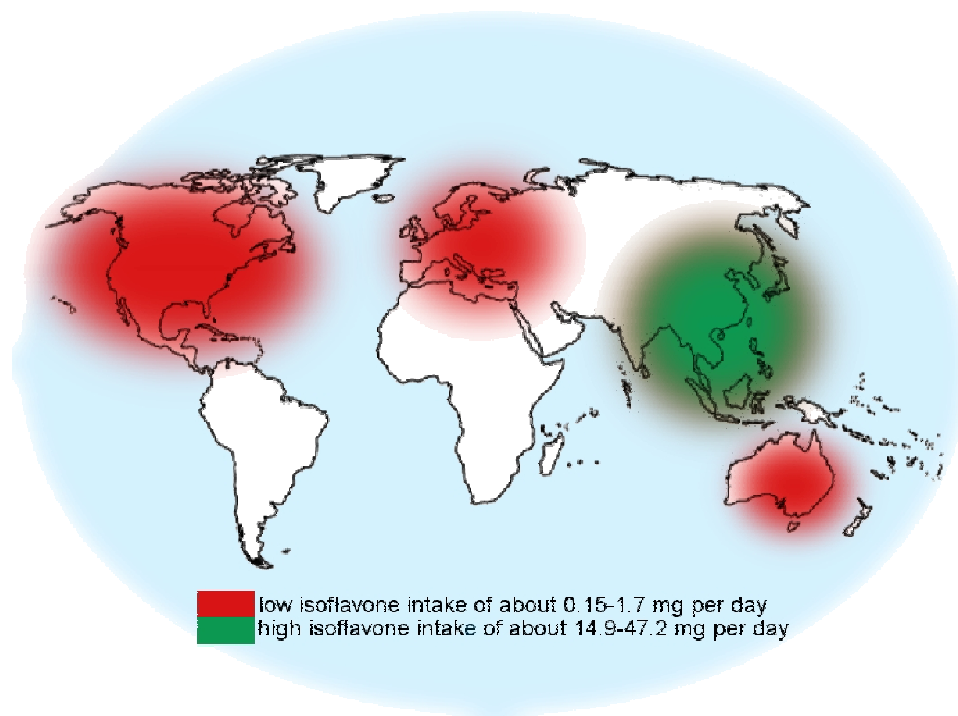 low isoflavone intake of about 0.15-1.7 mg per day
high isoflavone intake of about 14.9-47.2 mg per day